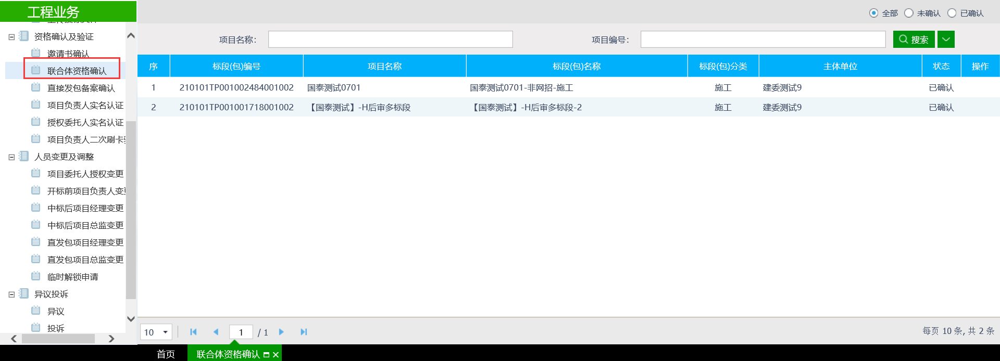 工程业务
资格确认及验证
邀请书确认
联合体资格确认
直接发包备案确认
项目负责人实名认证
授权委托人实名认证
项目负责人二次刷卡
人员变更及调整
项目委托人授权变更
开标前项目负责人变
中标后项目经理变更
中标后项目总监变更
直发包项目经理变更
直发包项目总监变更
临时解锁申请
异议投诉
异议
投诉
全部 未确认 已确认
项目名称： 项目编号： 搜索
序 标段(包)编号 项目名称 标段(包)名称 标段(包)分类 主体单位 状态 操作
1 210101TP001002484001002 国泰测试0701 国泰测试0701-非网招-施工 施工 建委测试9 已确认
2 210101TP001001718001002 【国泰测试】-H后审多标段 【国泰测试】-H后审多标段-2 施工 建委测试9 已确认
10 1 / 1 每页 10 条, 共 2 条
首页 联合体资格确认